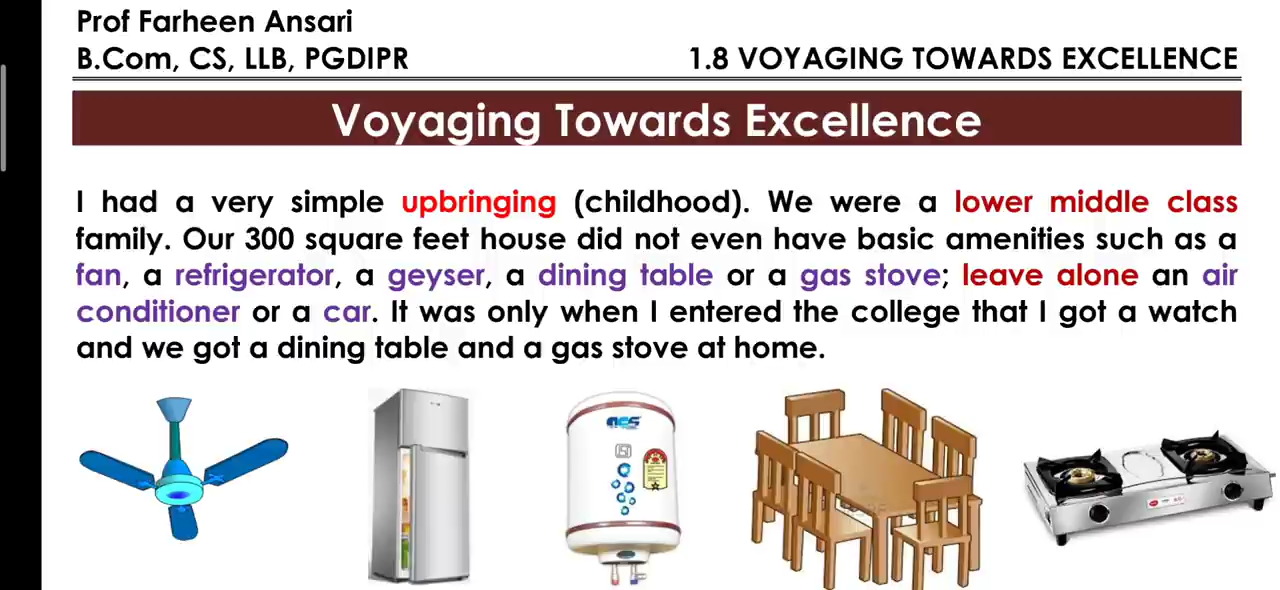 Prof Farheen Ansari
B.Com, CS, LLB, PGDIPR
1.8 VOYAGING TOWARDS EXCELLENCE
Voyaging Towards Excellence
I had a very simple upbringing (childhood). We were a lower middle class
family. Our 300 square feet house did not even have basic amenities such as a
fan, a refrigerator, a geyser, a dining table or a gas stove; leave alone an air
conditioner or a car. It was only when I entered the college that I got a watch
and we got a dining table and a gas stove at home.